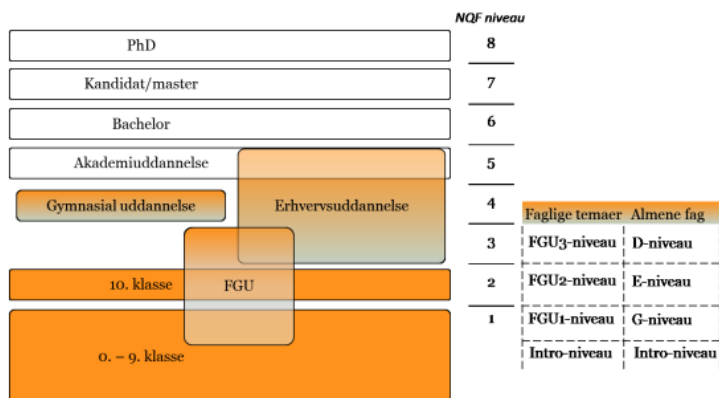 NQF niveau
PhD
8
Kandidat/master
7
Bachelor
6
Akademiuddannelse
5
Gymnasial uddannelse
Erhvervsuddannelse
4
Faglige temaer
Almene fag
3
FGU3-niveau
D-niveau
10. klasse
FGU
2
FGU2-niveau
E-niveau
1
FGU1-niveau
G-niveau
0. – 9. klasse
Intro-niveau
Intro-niveau